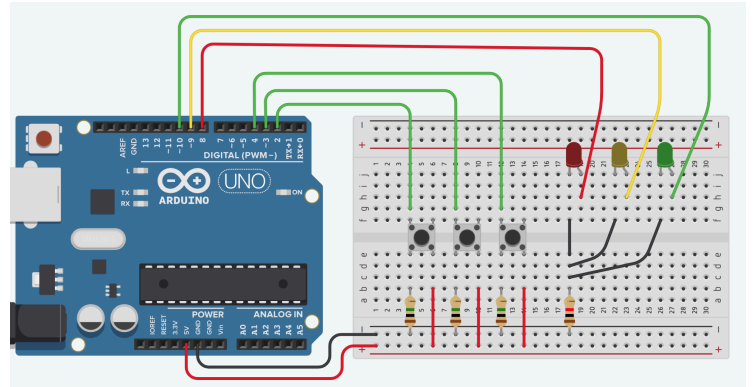 AREF
GND
13
12
~11
~10
~9
8
7
~6
~5
4
~3
2
TX→1
RX←0
DIGITAL (PWM~)
L
TX
RX
ARDUINO
UNO
ON
POWER
ANALOG IN
IOREF
RESET
3.3V
5V
GND
GND
Vin
A0
A1
A2
A3
A4
A5